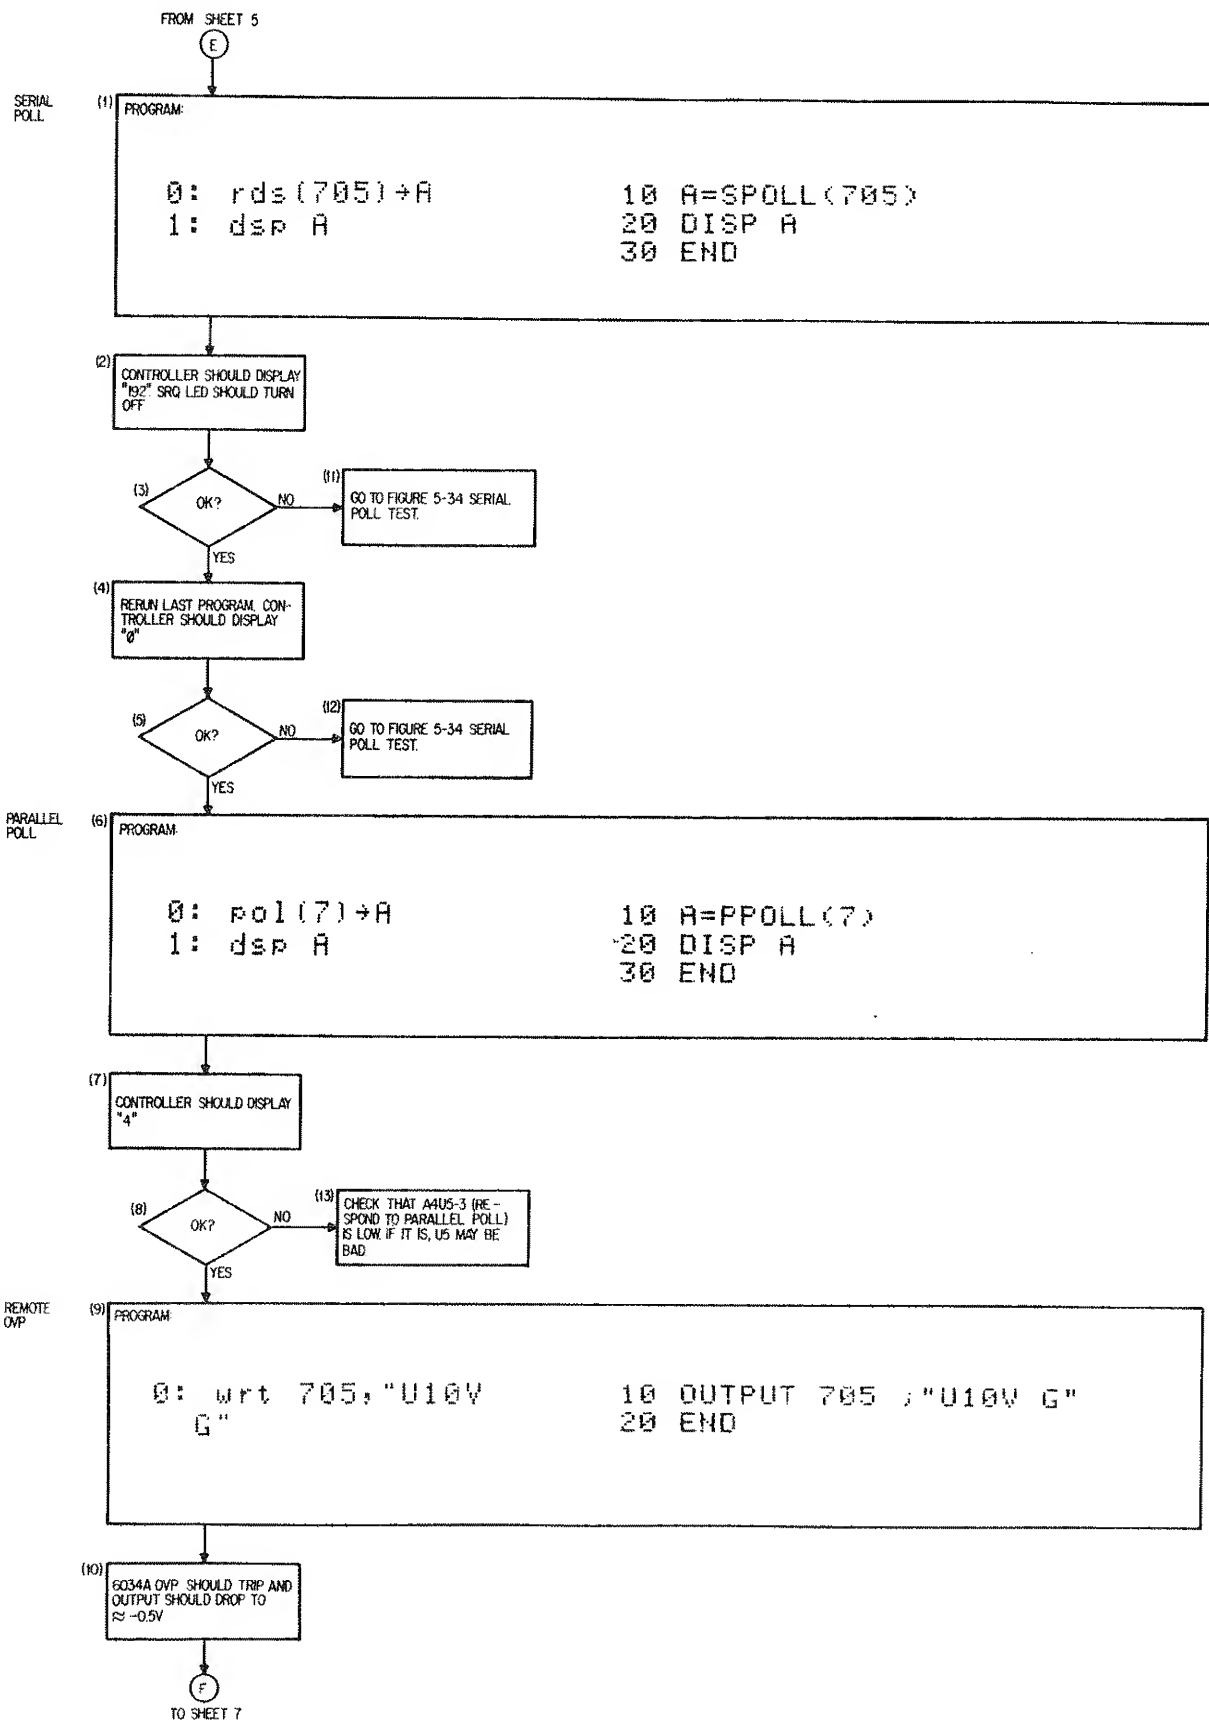 FROM SHEET 5
E
SERIAL
POLL
(1)
PROGRAM:
0: rds(705)→A
1: dsp A
10 A=SPOLL(705)
20 DISP A
30 END
(2)
CONTROLLER SHOULD DISPLAY
"192". SRQ LED SHOULD TURN
OFF
(3)
OK?
NO
(11)
GO TO FIGURE 5-34 SERIAL
POLL TEST.
YES
(4)
RERUN LAST PROGRAM, CON-
TROLLER SHOULD DISPLAY
"0"
(5)
OK?
NO
(12)
GO TO FIGURE 5-34 SERIAL
POLL TEST.
YES
PARALLEL
POLL
(6)
PROGRAM:
0: pol(7)→A
1: dsp A
10 A=PPOLL(7)
20 DISP A
30 END
(7)
CONTROLLER SHOULD DISPLAY
"4"
(8)
OK?
NO
(13)
CHECK THAT A4U5-3 (RE-
SPOND TO PARALLEL POLL)
IS LOW. IF IT IS, U5 MAY BE
BAD
YES
REMOTE
OVP
(9)
PROGRAM:
0: wrt 705,"U10V
G"
10 OUTPUT 705 ;"U10V G"
20 END
(10)
6034A OVP SHOULD TRIP AND
OUTPUT SHOULD DROP TO
≈ -0.5V
F
TO SHEET 7